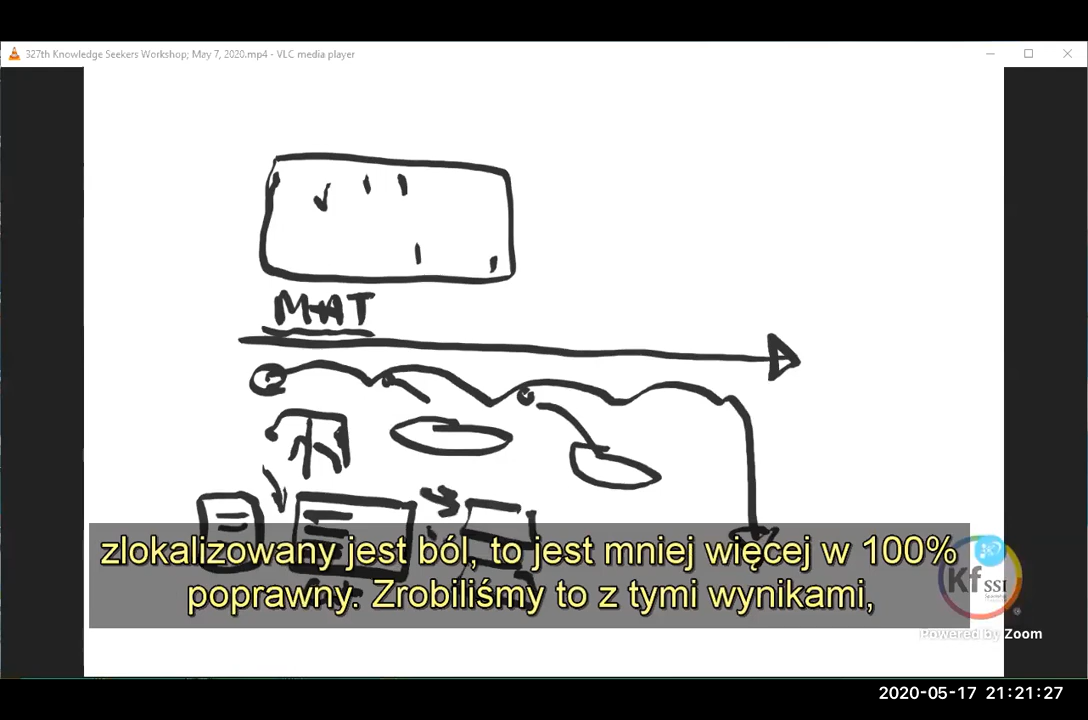 327th Knowledge Seekers Workshop; May 7, 2020.mp4 - VLC media player
M+AT
zlokalizowany jest ból, to jest mniej więcej w 100%
poprawny. Zrobiliśmy to z tymi wynikami,
Kf SSI
Powered by Zoom
2020-05-17 21:21:27